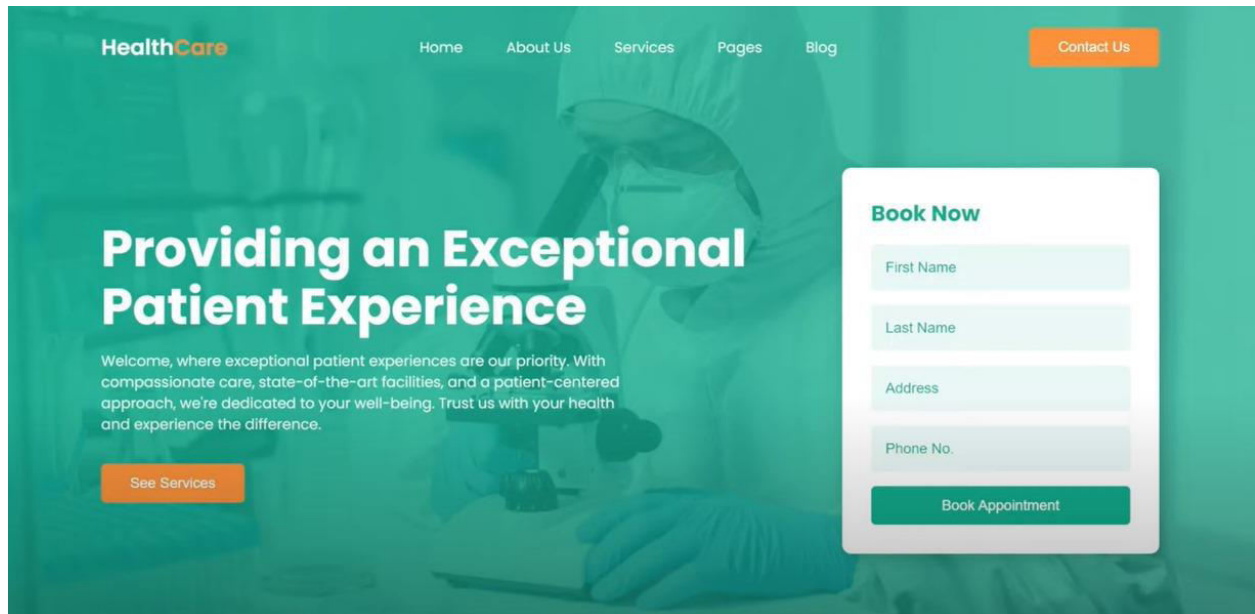 HealthCare
Home About Us Services Pages Blog
Contact Us
Providing an Exceptional
Patient Experience
Welcome, where exceptional patient experiences are our priority. With
compassionate care, state-of-the-art facilities, and a patient-centered
approach, we're dedicated to your well-being. Trust us with your health
and experience the difference.
See Services
Book Now
First Name
Last Name
Address
Phone No.
Book Appointment